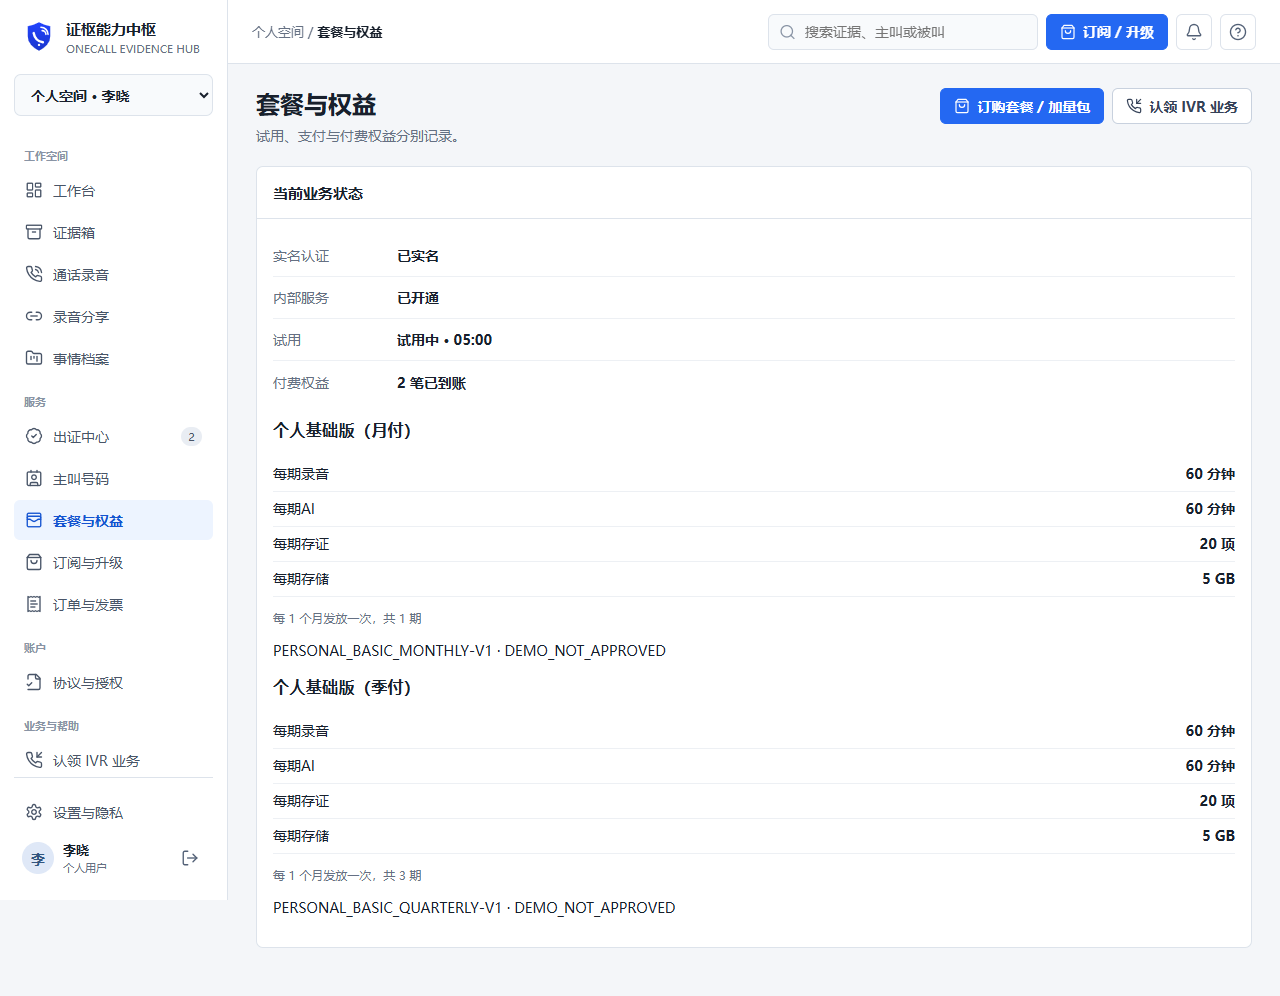 证枢能力中枢
ONECALL EVIDENCE HUB
个人空间 • 李晓
工作空间
工作台
证据箱
通话录音
录音分享
事情档案
服务
出证中心 2
主叫号码
套餐与权益
订阅与升级
订单与发票
账户
协议与授权
业务与帮助
认领 IVR 业务
设置与隐私
李 李晓
个人用户
个人空间 / 套餐与权益
搜索证据、主叫或被叫
订阅 / 升级
套餐与权益
试用、支付与付费权益分别记录。
订购套餐 / 加量包
认领 IVR 业务
当前业务状态
实名认证 已实名
内部服务 已开通
试用 试用中 • 05:00
付费权益 2 笔已到账
个人基础版（月付）
每期录音 60 分钟
每期AI 60 分钟
每期存证 20 项
每期存储 5 GB
每 1 个月发放一次，共 1 期
PERSONAL_BASIC_MONTHLY-V1 · DEMO_NOT_APPROVED
个人基础版（季付）
每期录音 60 分钟
每期AI 60 分钟
每期存证 20 项
每期存储 5 GB
每 1 个月发放一次，共 3 期
PERSONAL_BASIC_QUARTERLY-V1 · DEMO_NOT_APPROVED